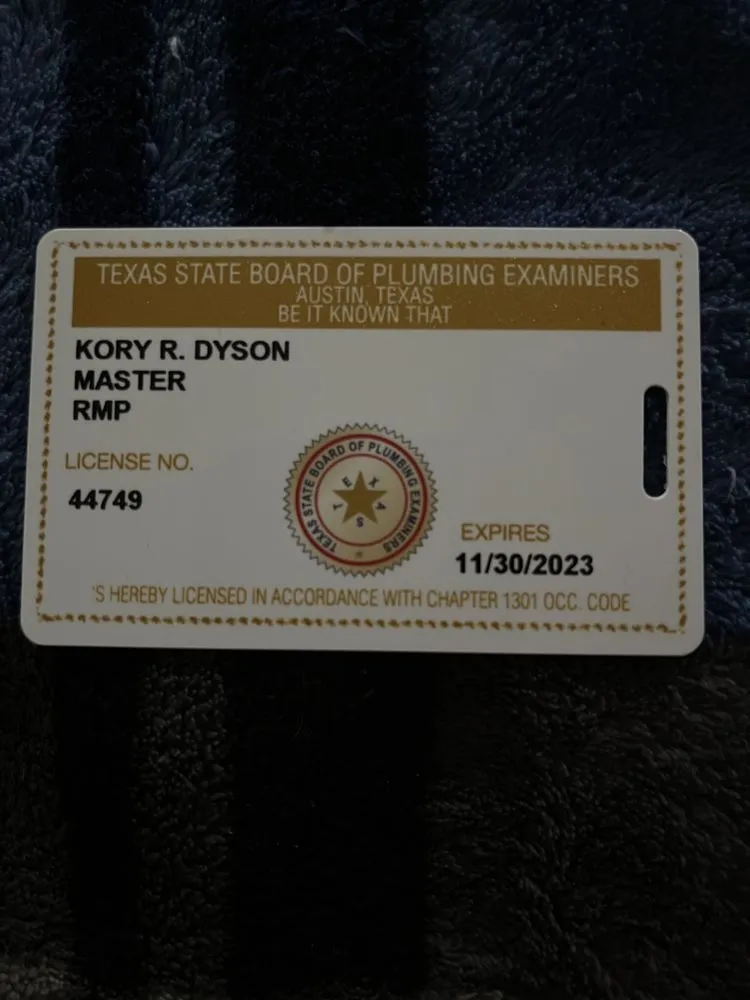 TEXAS STATE BOARD OF PLUMBING EXAMINERS
AUSTIN, TEXAS
BE IT KNOWN THAT
KORY R. DYSON
MASTER
RMP
LICENSE NO.
44749
TEXAS STATE BOARD OF PLUMBING EXAMINERS
TEXAS
EXPIRES
11/30/2023
'S HEREBY LICENSED IN ACCORDANCE WITH CHAPTER 1301 OCC. CODE